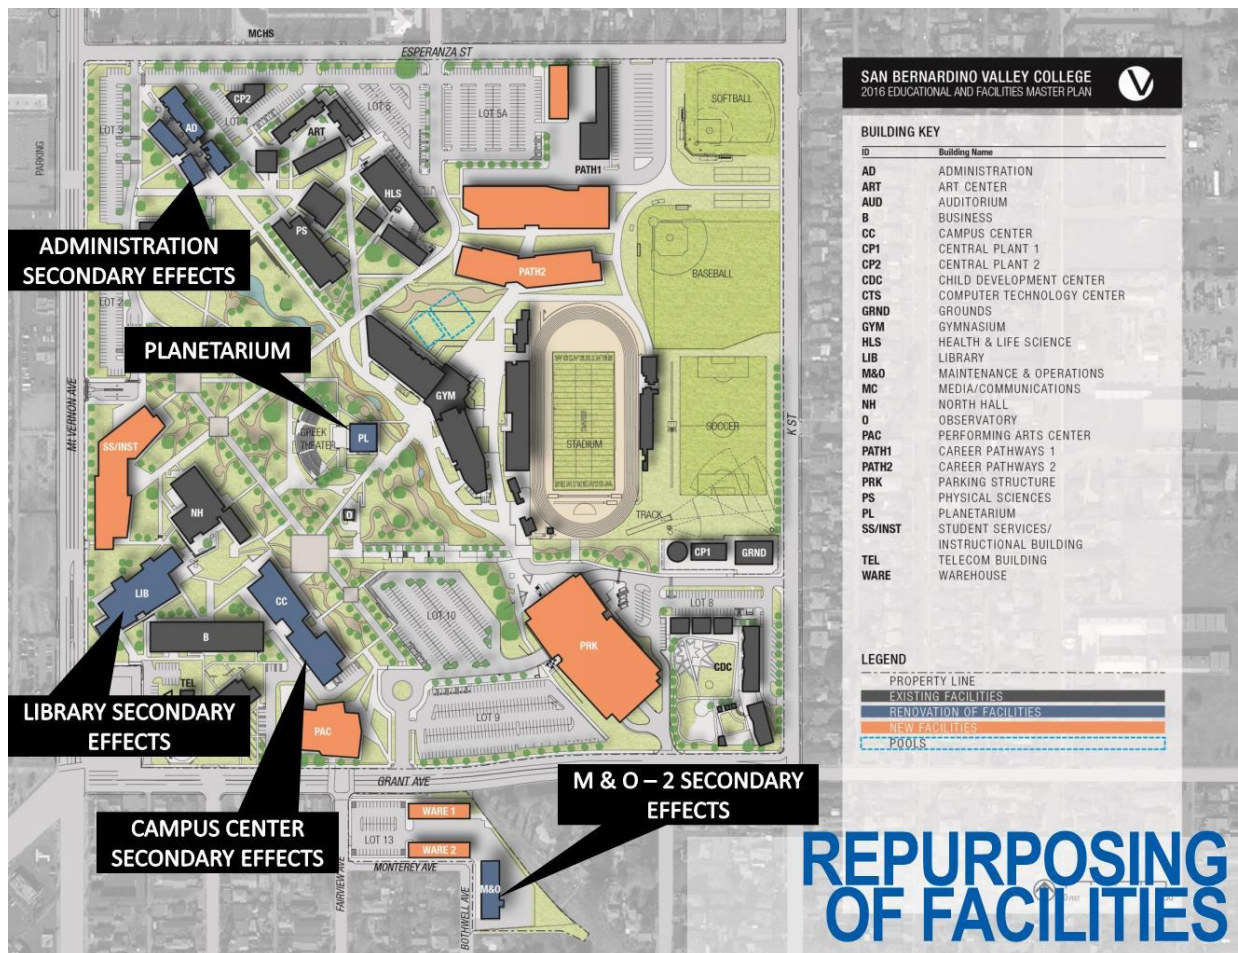 MCHS
ESPERANZA ST
SAN BERNARDINO VALLEY COLLEGE
2016 EDUCATIONAL AND FACILITIES MASTER PLAN
V
BUILDING KEY
ID Building Name
AD ADMINISTRATION
ART ART CENTER
AUD AUDITORIUM
B BUSINESS
CC CAMPUS CENTER
CP1 CENTRAL PLANT 1
CP2 CENTRAL PLANT 2
CDC CHILD DEVELOPMENT CENTER
CTS COMPUTER TECHNOLOGY CENTER
GRND GROUNDS
GYM GYMNASIUM
HLS HEALTH & LIFE SCIENCE
LIB LIBRARY
M&O MAINTENANCE & OPERATIONS
MC MEDIA/COMMUNICATIONS
NH NORTH HALL
O OBSERVATORY
PAC PERFORMING ARTS CENTER
PATH1 CAREER PATHWAYS 1
PATH2 CAREER PATHWAYS 2
PRK PARKING STRUCTURE
PS PHYSICAL SCIENCES
PL PLANETARIUM
SS/INST STUDENT SERVICES/
INSTRUCTIONAL BUILDING
TEL TELECOM BUILDING
WARE WAREHOUSE
LEGEND
PROPERTY LINE
EXISTING FACILITIES
RENOVATION OF FACILITIES
NEW FACILITIES
POOLS
PARKING
LOT 3
AD
CP2
LOT 4
ART
LOT 5
LOT 5A
PATH1
SOFTBALL
HLS
PS
ADMINISTRATION
SECONDARY EFFECTS
PATH2
BASEBALL
LOT 2
PLANETARIUM
WOLVERINES
GYM
MT.VERNON AVE
SS/INST
GREEK
THEATER
PL
SBVC
STADIUM
SOCCER
K ST
WOLVERINES
NH
O
TRACK
CP1
GRND
LIB
CC
LOT 10
LOT 8
B
PRK
CDC
TEL
LIBRARY SECONDARY
EFFECTS
PAC
LOT 9
GRANT AVE
M & O – 2 SECONDARY
EFFECTS
CAMPUS CENTER
SECONDARY EFFECTS
WARE 1
LOT 13
WARE 2
MONTEREY AVE
FAIRVIEW AVE
M&O
BOTHWELL AVE
REPURPOSING
OF FACILITIES